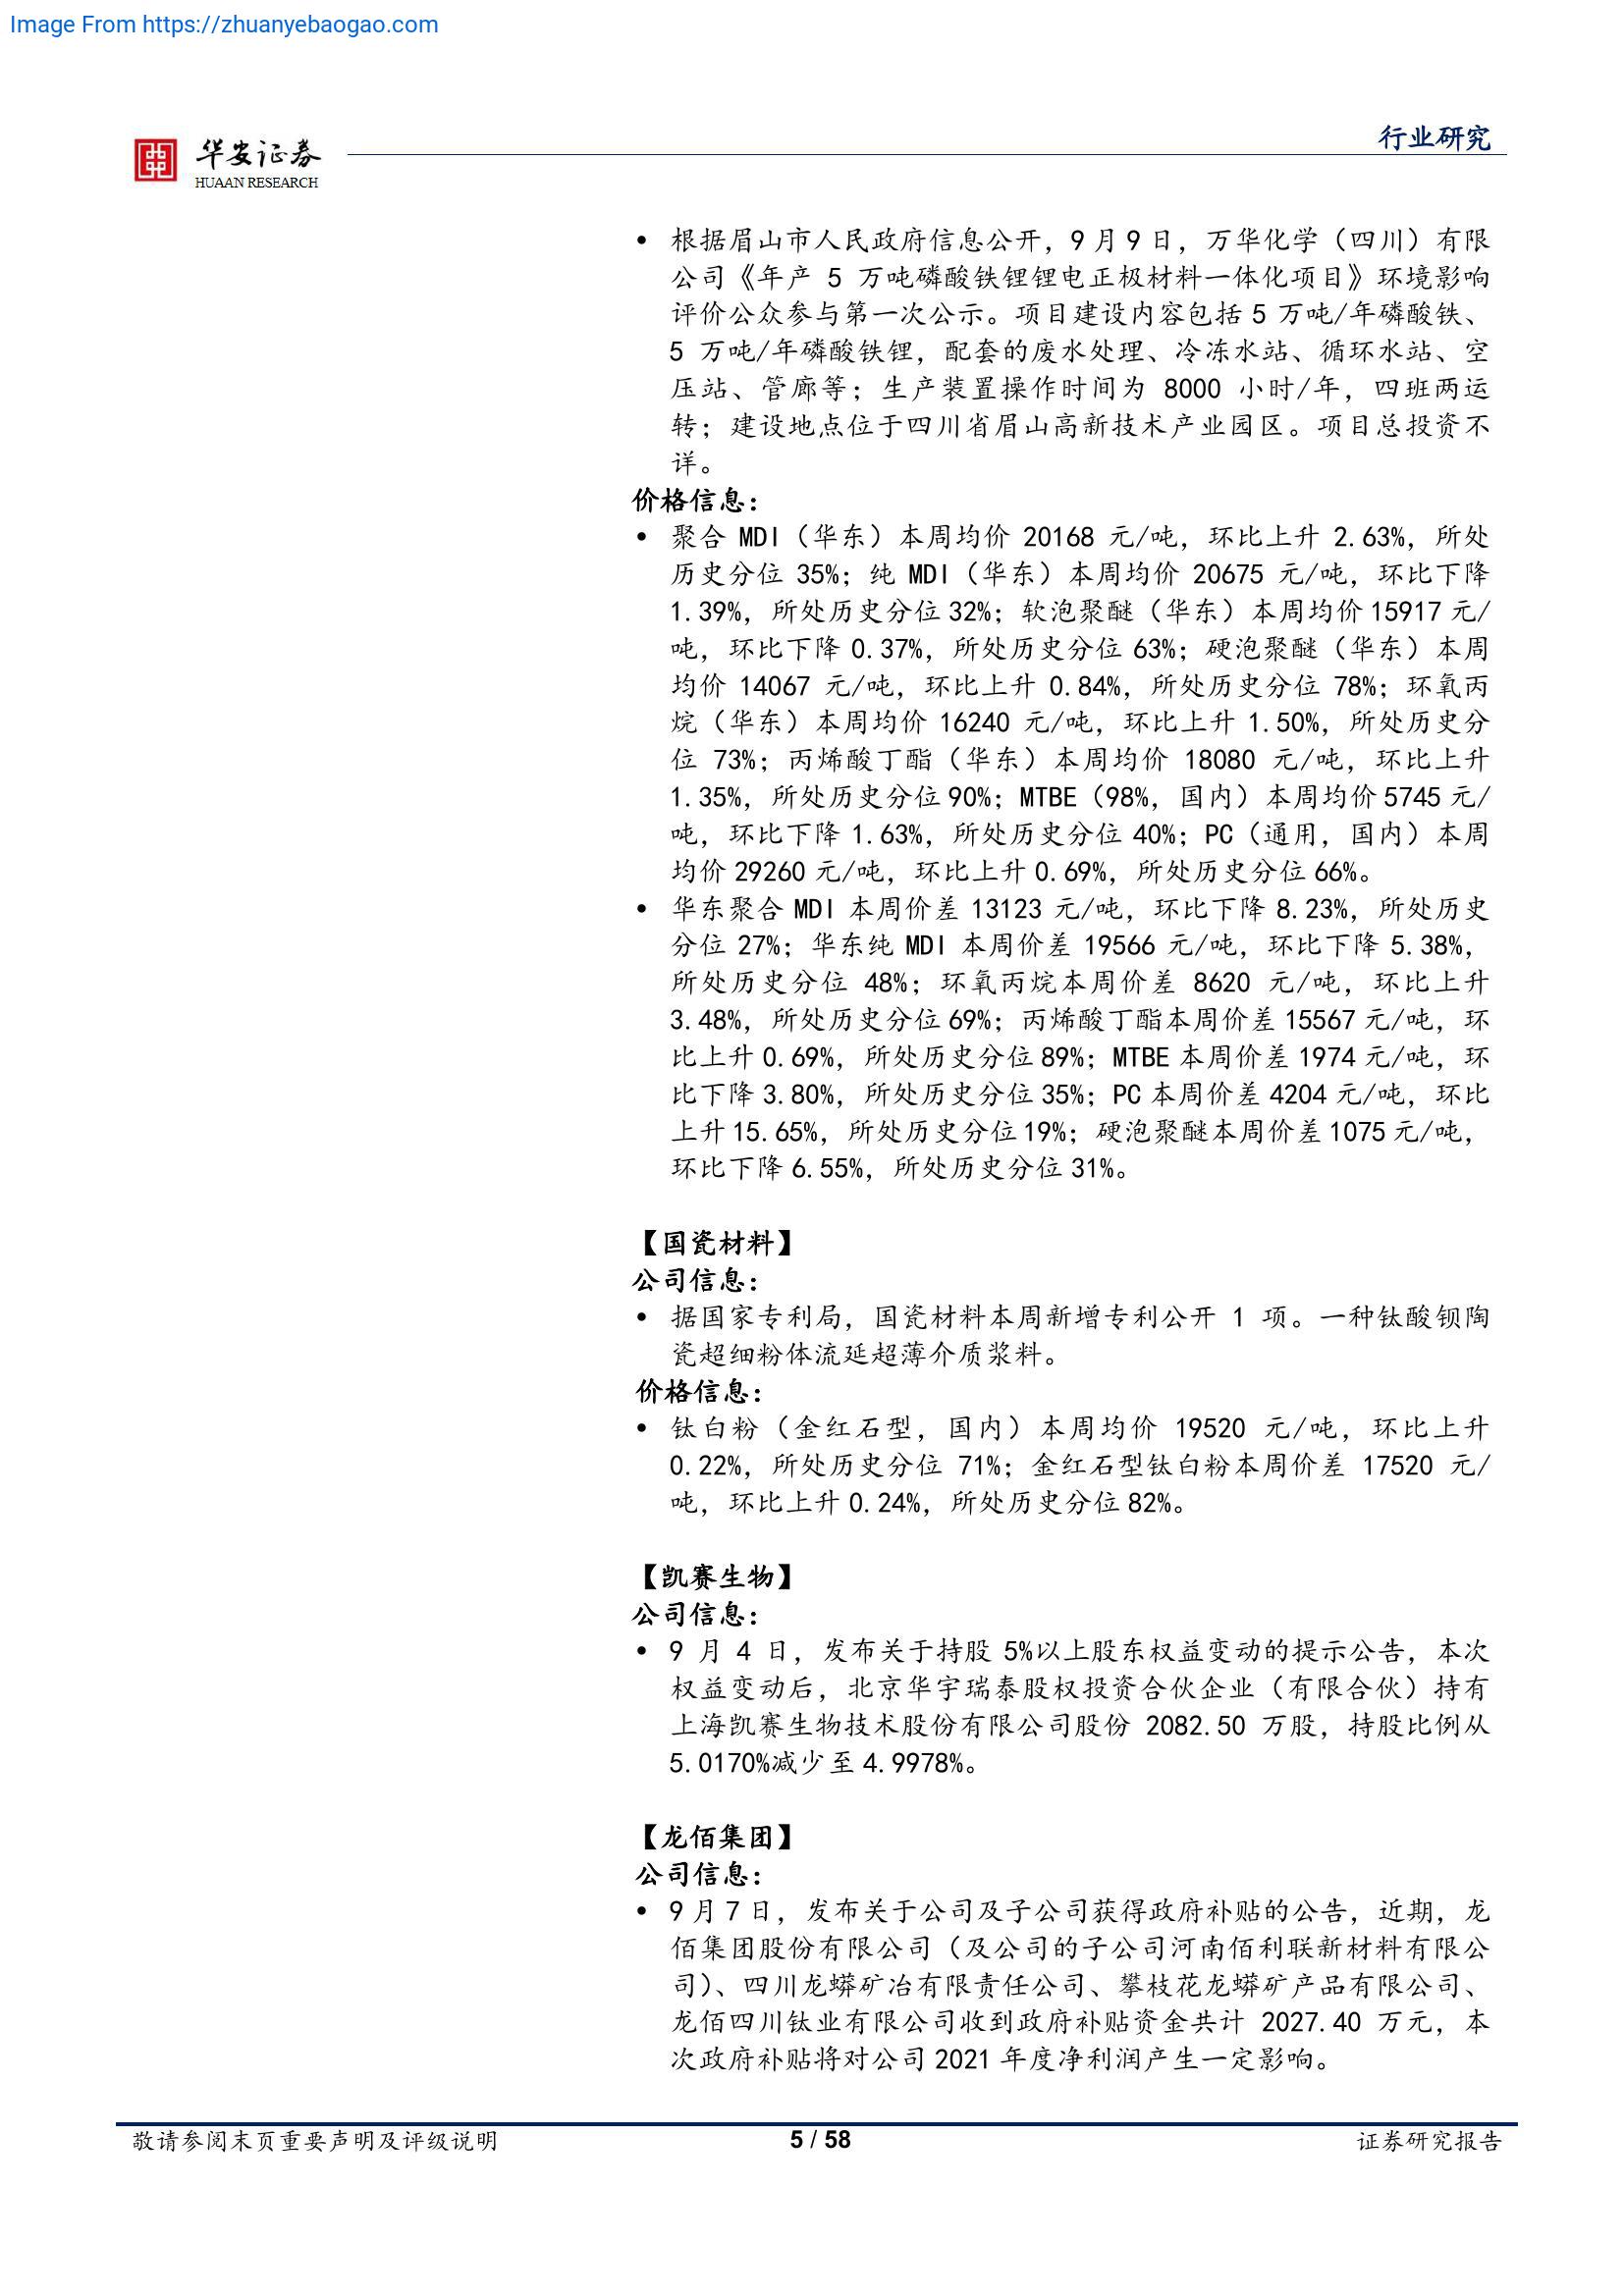 Image From https://zhuanyebaogao.com
华安证券
HUAAN RESEARCH
行业研究
• 根据眉山市人民政府信息公开，9 月 9 日，万华化学（四川）有限
公司《年产 5 万吨磷酸铁锂锂电正极材料一体化项目》环境影响
评价公众参与第一次公示。项目建设内容包括 5 万吨/年磷酸铁、
5 万吨/年磷酸铁锂，配套的废水处理、冷冻水站、循环水站、空
压站、管廊等；生产装置操作时间为 8000 小时/年，四班两运
转；建设地点位于四川省眉山高新技术产业园区。项目总投资不
详。
价格信息：
• 聚合 MDI（华东）本周均价 20168 元/吨，环比上升 2.63%，所处
历史分位 35%；纯 MDI（华东）本周均价 20675 元/吨，环比下降
1.39%，所处历史分位 32%；软泡聚醚（华东）本周均价 15917 元/
吨，环比下降 0.37%，所处历史分位 63%；硬泡聚醚（华东）本周
均价 14067 元/吨，环比上升 0.84%，所处历史分位 78%；环氧丙
烷（华东）本周均价 16240 元/吨，环比上升 1.50%，所处历史分
位 73%；丙烯酸丁酯（华东）本周均价 18080 元/吨，环比上升
1.35%，所处历史分位 90%；MTBE（98%，国内）本周均价 5745 元/
吨，环比下降 1.63%，所处历史分位 40%；PC（通用，国内）本周
均价 29260 元/吨，环比上升 0.69%，所处历史分位 66%。
• 华东聚合 MDI 本周价差 13123 元/吨，环比下降 8.23%，所处历史
分位 27%；华东纯 MDI 本周价差 19566 元/吨，环比下降 5.38%，
所处历史分位 48%；环氧丙烷本周价差 8620 元/吨，环比上升
3.48%，所处历史分位 69%；丙烯酸丁酯本周价差 15567 元/吨，环
比上升 0.69%，所处历史分位 89%；MTBE 本周价差 1974 元/吨，环
比下降 3.80%，所处历史分位 35%；PC 本周价差 4204 元/吨，环比
上升 15.65%，所处历史分位 19%；硬泡聚醚本周价差 1075 元/吨，
环比下降 6.55%，所处历史分位 31%。
【国瓷材料】
公司信息：
• 据国家专利局，国瓷材料本周新增专利公开 1 项。一种钛酸钡陶
瓷超细粉体流延超薄介质浆料。
价格信息：
• 钛白粉（金红石型，国内）本周均价 19520 元/吨，环比上升
0.22%，所处历史分位 71%；金红石型钛白粉本周价差 17520 元/
吨，环比上升 0.24%，所处历史分位 82%。
【凯赛生物】
公司信息：
• 9 月 4 日，发布关于持股 5%以上股东权益变动的提示公告，本次
权益变动后，北京华宇瑞泰股权投资合伙企业（有限合伙）持有
上海凯赛生物技术股份有限公司股份 2082.50 万股，持股比例从
5.0170%减少至 4.9978%。
【龙佰集团】
公司信息：
• 9 月 7 日，发布关于公司及子公司获得政府补贴的公告，近期，龙
佰集团股份有限公司（及公司的子公司河南佰利联新材料有限公
司）、四川龙蟒矿冶有限责任公司、攀枝花龙蟒矿产品有限公司、
龙佰四川钛业有限公司收到政府补贴资金共计 2027.40 万元，本
次政府补贴将对公司 2021 年度净利润产生一定影响。
敬请参阅末页重要声明及评级说明
5 / 58
证券研究报告